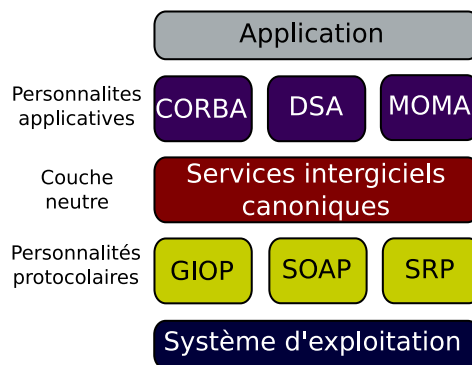 Application
Personnalites
applicatives
CORBA
DSA
MOMA
Couche
neutre
Services intergiciels
canoniques
Personnalités
protocolaires
GIOP
SOAP
SRP
Système d'exploitation